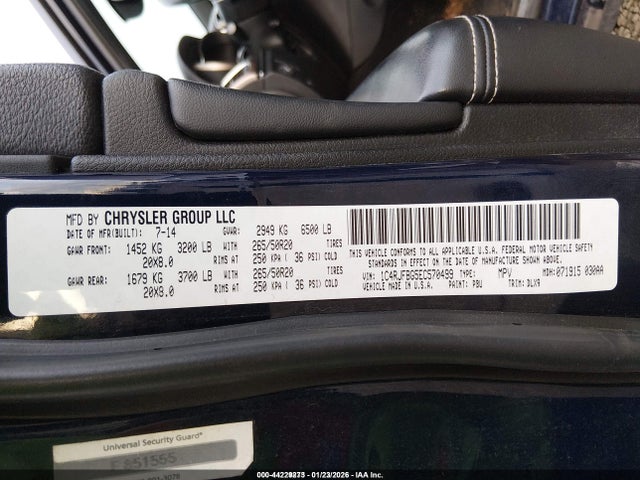 MFD BY CHRYSLER GROUP LLC
DATE OF MFR(BUILT): 7-14 GVWR: 2949 KG 6500 LB
GAWR FRONT: 1452 KG 3200 LB WITH 265/50R20 TIRES
20X8.0 RIMS AT 250 KPA ( 36 PSI) COLD
GAWR REAR: 1679 KG 3700 LB WITH 265/50R20 TIRES
20X8.0 RIMS AT 250 KPA ( 36 PSI) COLD
THIS VEHICLE CONFORMS TO ALL APPLICABLE U.S.A. FEDERAL MOTOR VEHICLE SAFETY
STANDARDS IN EFFECT ON THE DATE OF MANUFACTURE SHOWN ABOVE.
VIN: 1C4RJFBG5EC570499 TYPE: MPV MDH: 071915 030AA
VEHICLE MADE IN U.S.A. PAINT: PBU TRIM: DLX9
Universal Security Guard®
E 851555
000-44228273 - 01/23/2026 - IAA Inc.